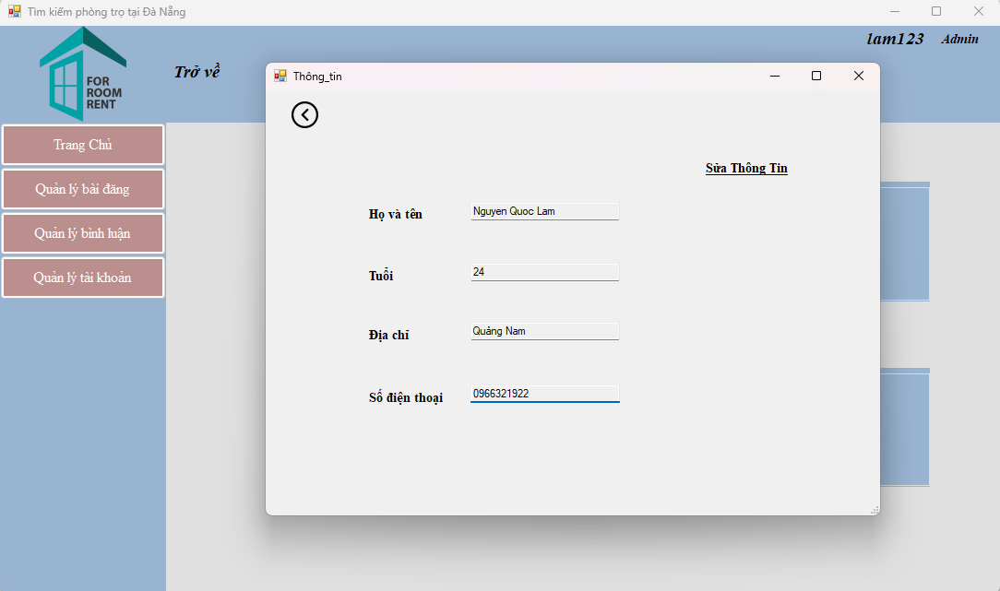 Tìm kiếm phòng trọ tại Đà Nẵng
lam123 Admin
FOR
ROOM
RENT
Trở về
Trang Chủ
Quản lý bài đăng
Quản lý bình luận
Quản lý tài khoản
Thông_tin
Sửa Thông Tin
Họ và tên Nguyen Quoc Lam
Tuổi 24
Địa chỉ Quảng Nam
Số điện thoại 0966321922